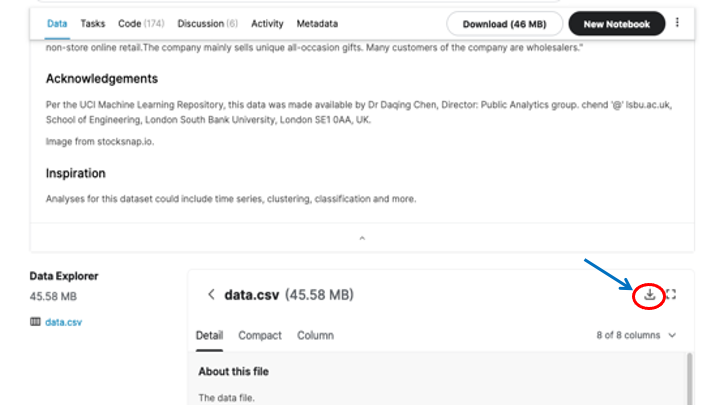 Data Tasks Code (174) Discussion (6) Activity Metadata Download (46 MB) New Notebook
non-store online retail.The company mainly sells unique all-occasion gifts. Many customers of the company are wholesalers."
Acknowledgements
Per the UCI Machine Learning Repository, this data was made available by Dr Daqing Chen, Director: Public Analytics group. chend '@' lsbu.ac.uk,
School of Engineering, London South Bank University, London SE1 0AA, UK.
Image from stocksnap.io.
Inspiration
Analyses for this dataset could include time series, clustering, classification and more.
Data Explorer
45.58 MB
data.csv
data.csv (45.58 MB)
Detail Compact Column 8 of 8 columns
About this file
The data file.